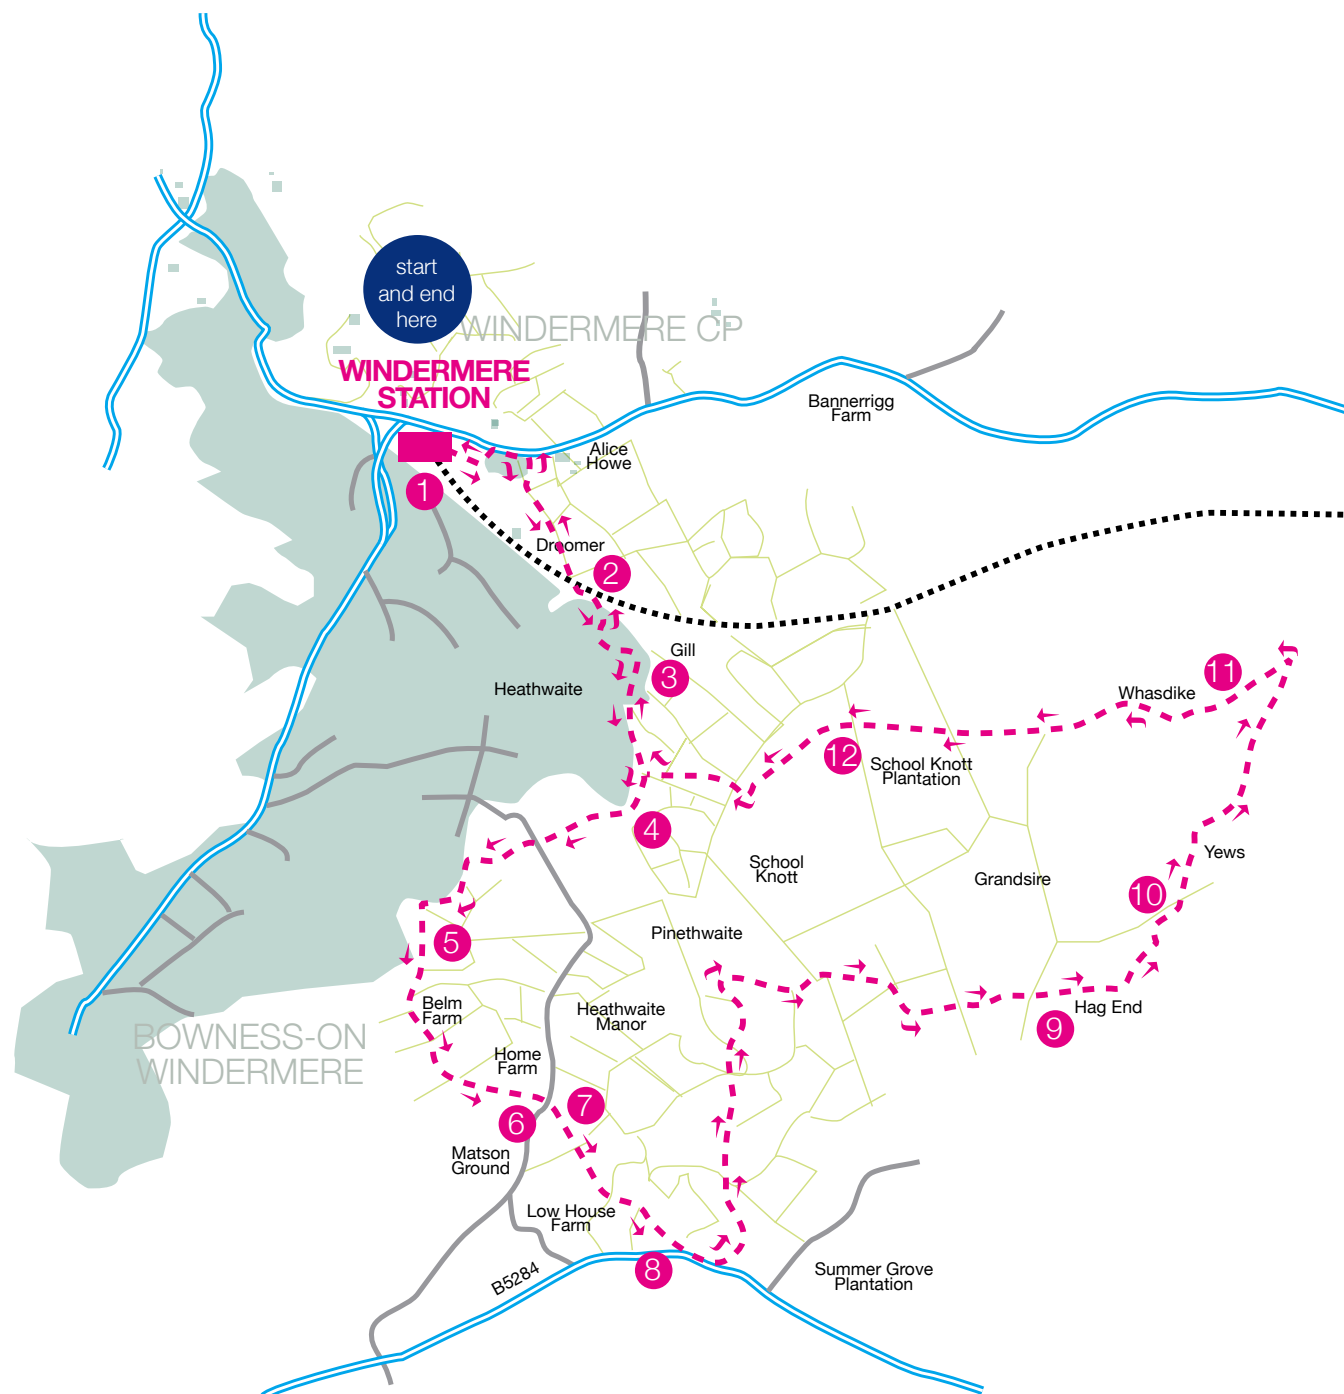 start
and end
here
WINDERMERE CP
WINDERMERE
STATION
Bannerrigg
Farm
Alice
Howe
1
Droomer
2
Gill
3
Heathwaite
11
Whasdike
12
School Knott
Plantation
4
School
Knott
Yews
Grandsire
10
5
Pinethwaite
Belm
Farm
Heathwaite
Manor
Hag End
9
BOWNESS-ON
WINDERMERE
Home
Farm
7
6
Matson
Ground
Low House
Farm
8
B5284
Summer Grove
Plantation